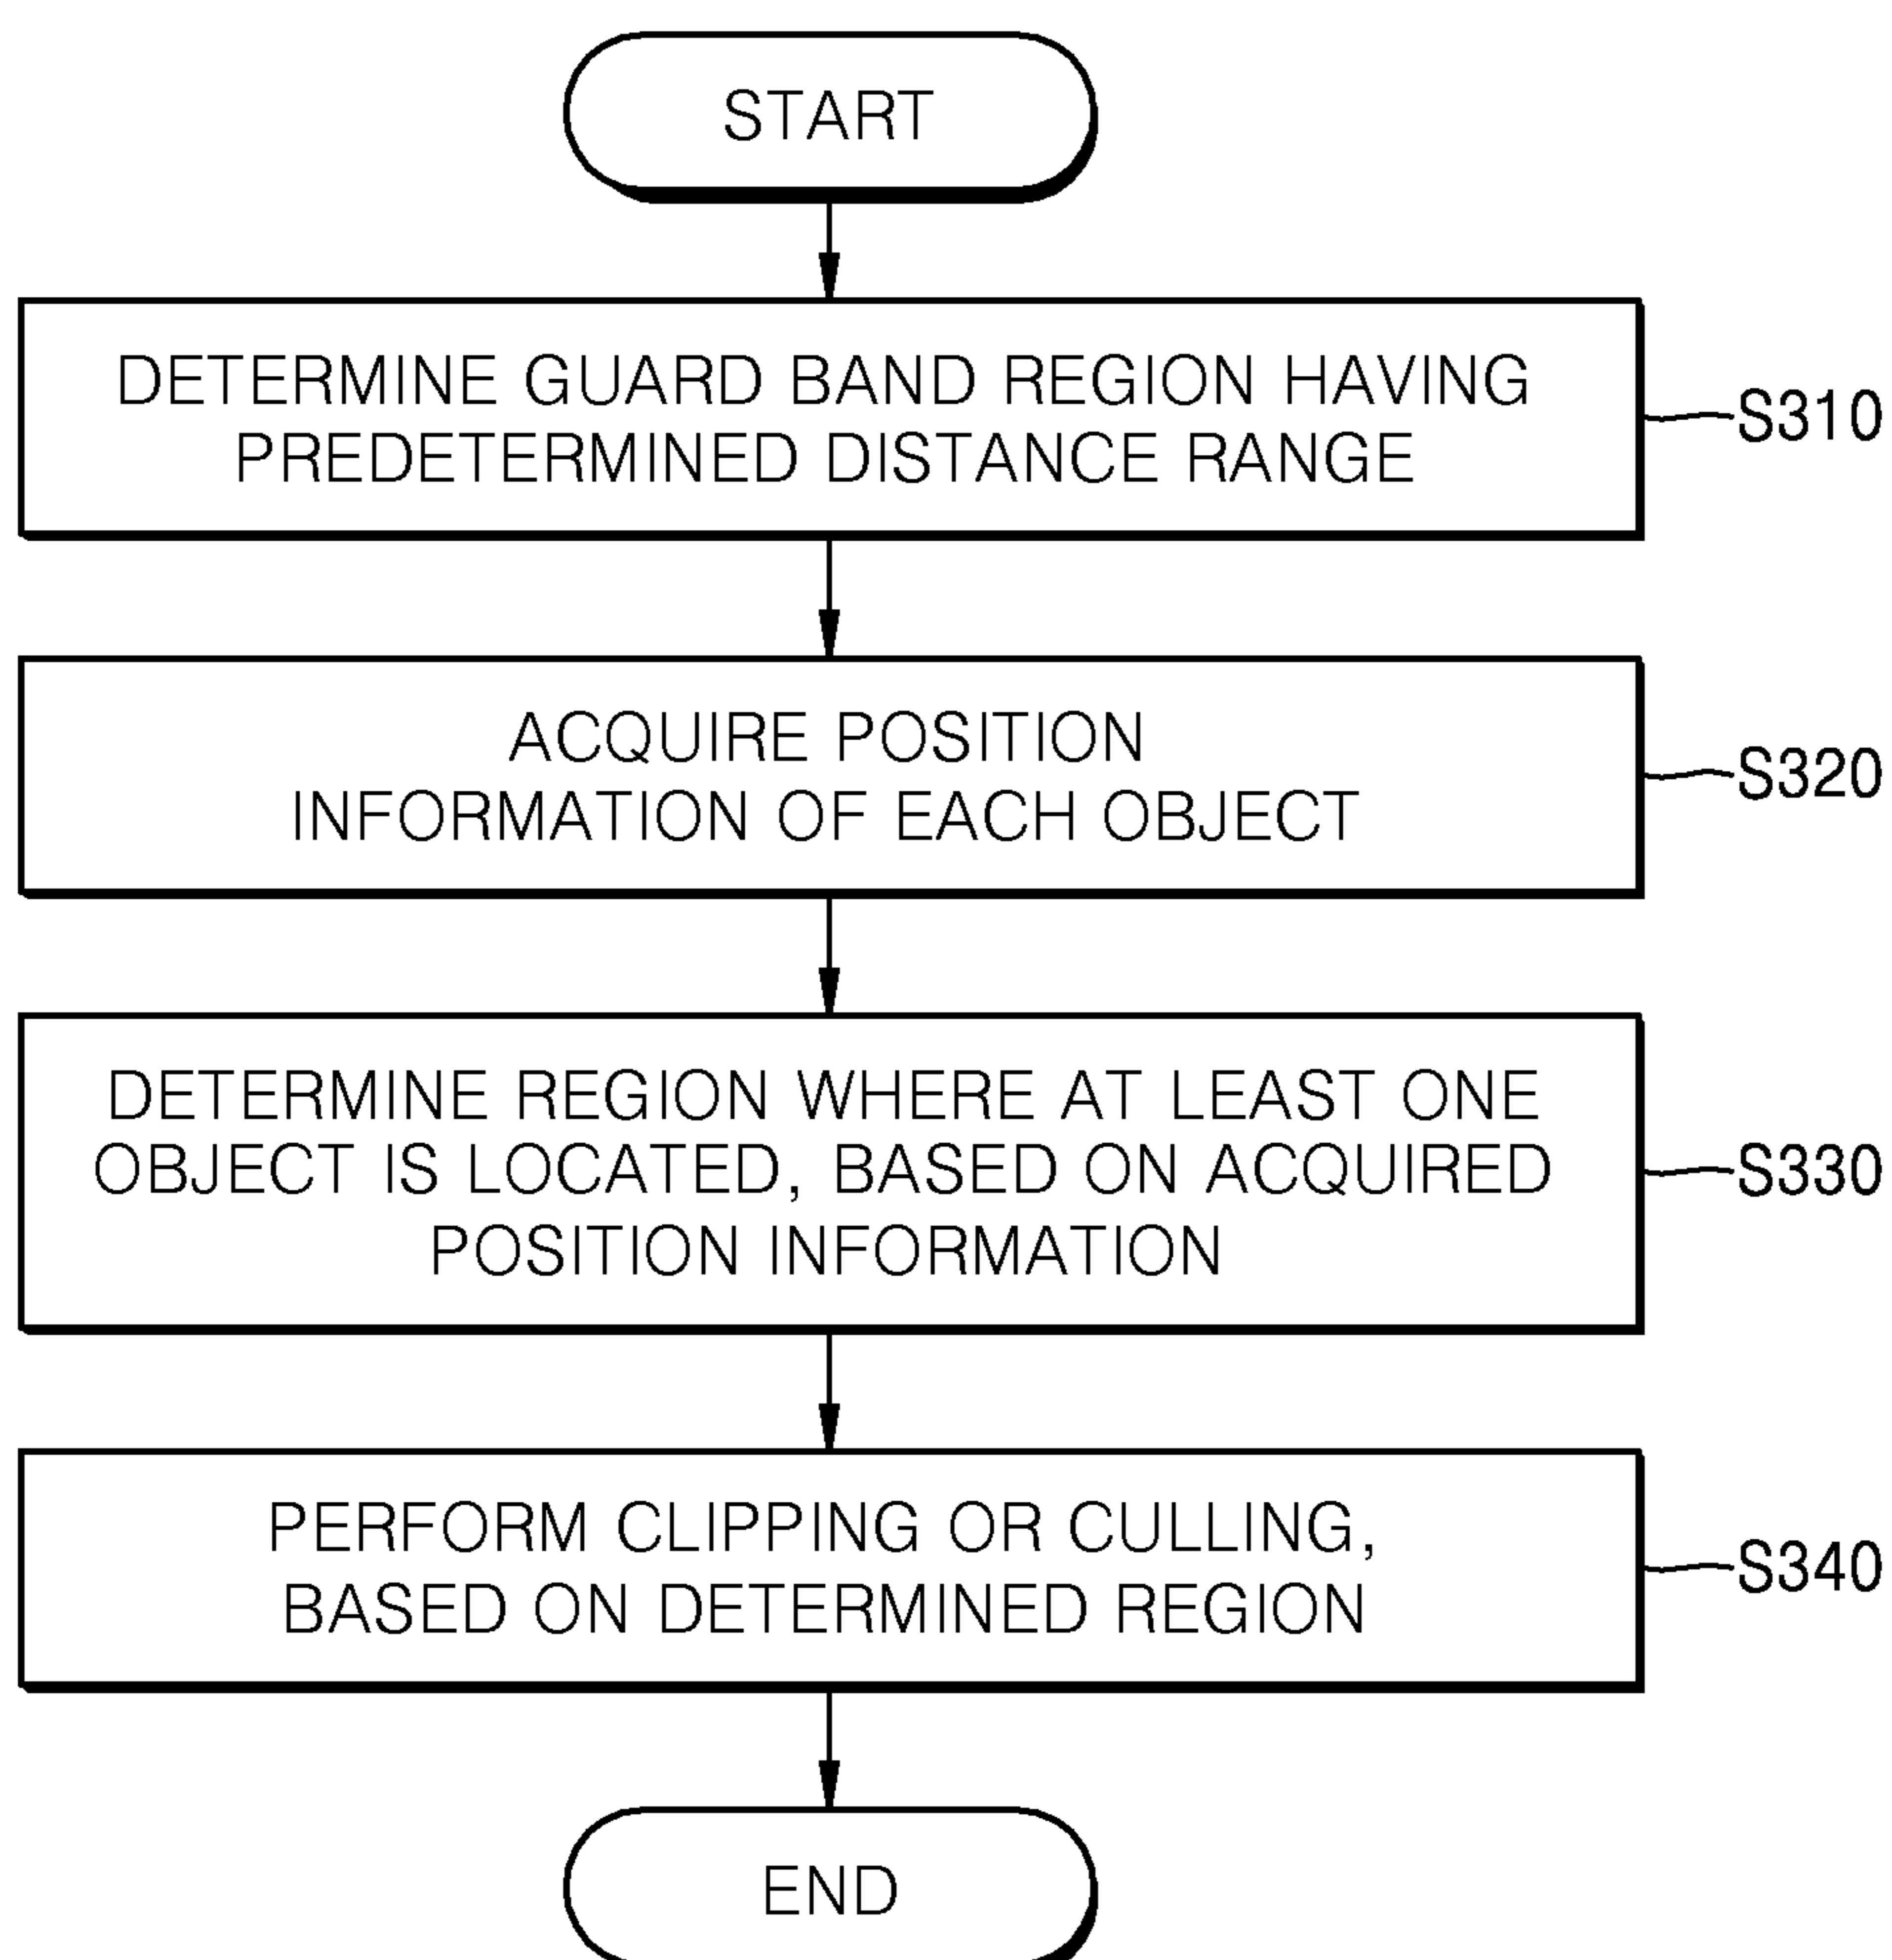 START
DETERMINE GUARD BAND REGION HAVING
PREDETERMINED DISTANCE RANGE
S310
ACQUIRE POSITION
INFORMATION OF EACH OBJECT
S320
DETERMINE REGION WHERE AT LEAST ONE
OBJECT IS LOCATED, BASED ON ACQUIRED
POSITION INFORMATION
S330
PERFORM CLIPPING OR CULLING,
BASED ON DETERMINED REGION
S340
END